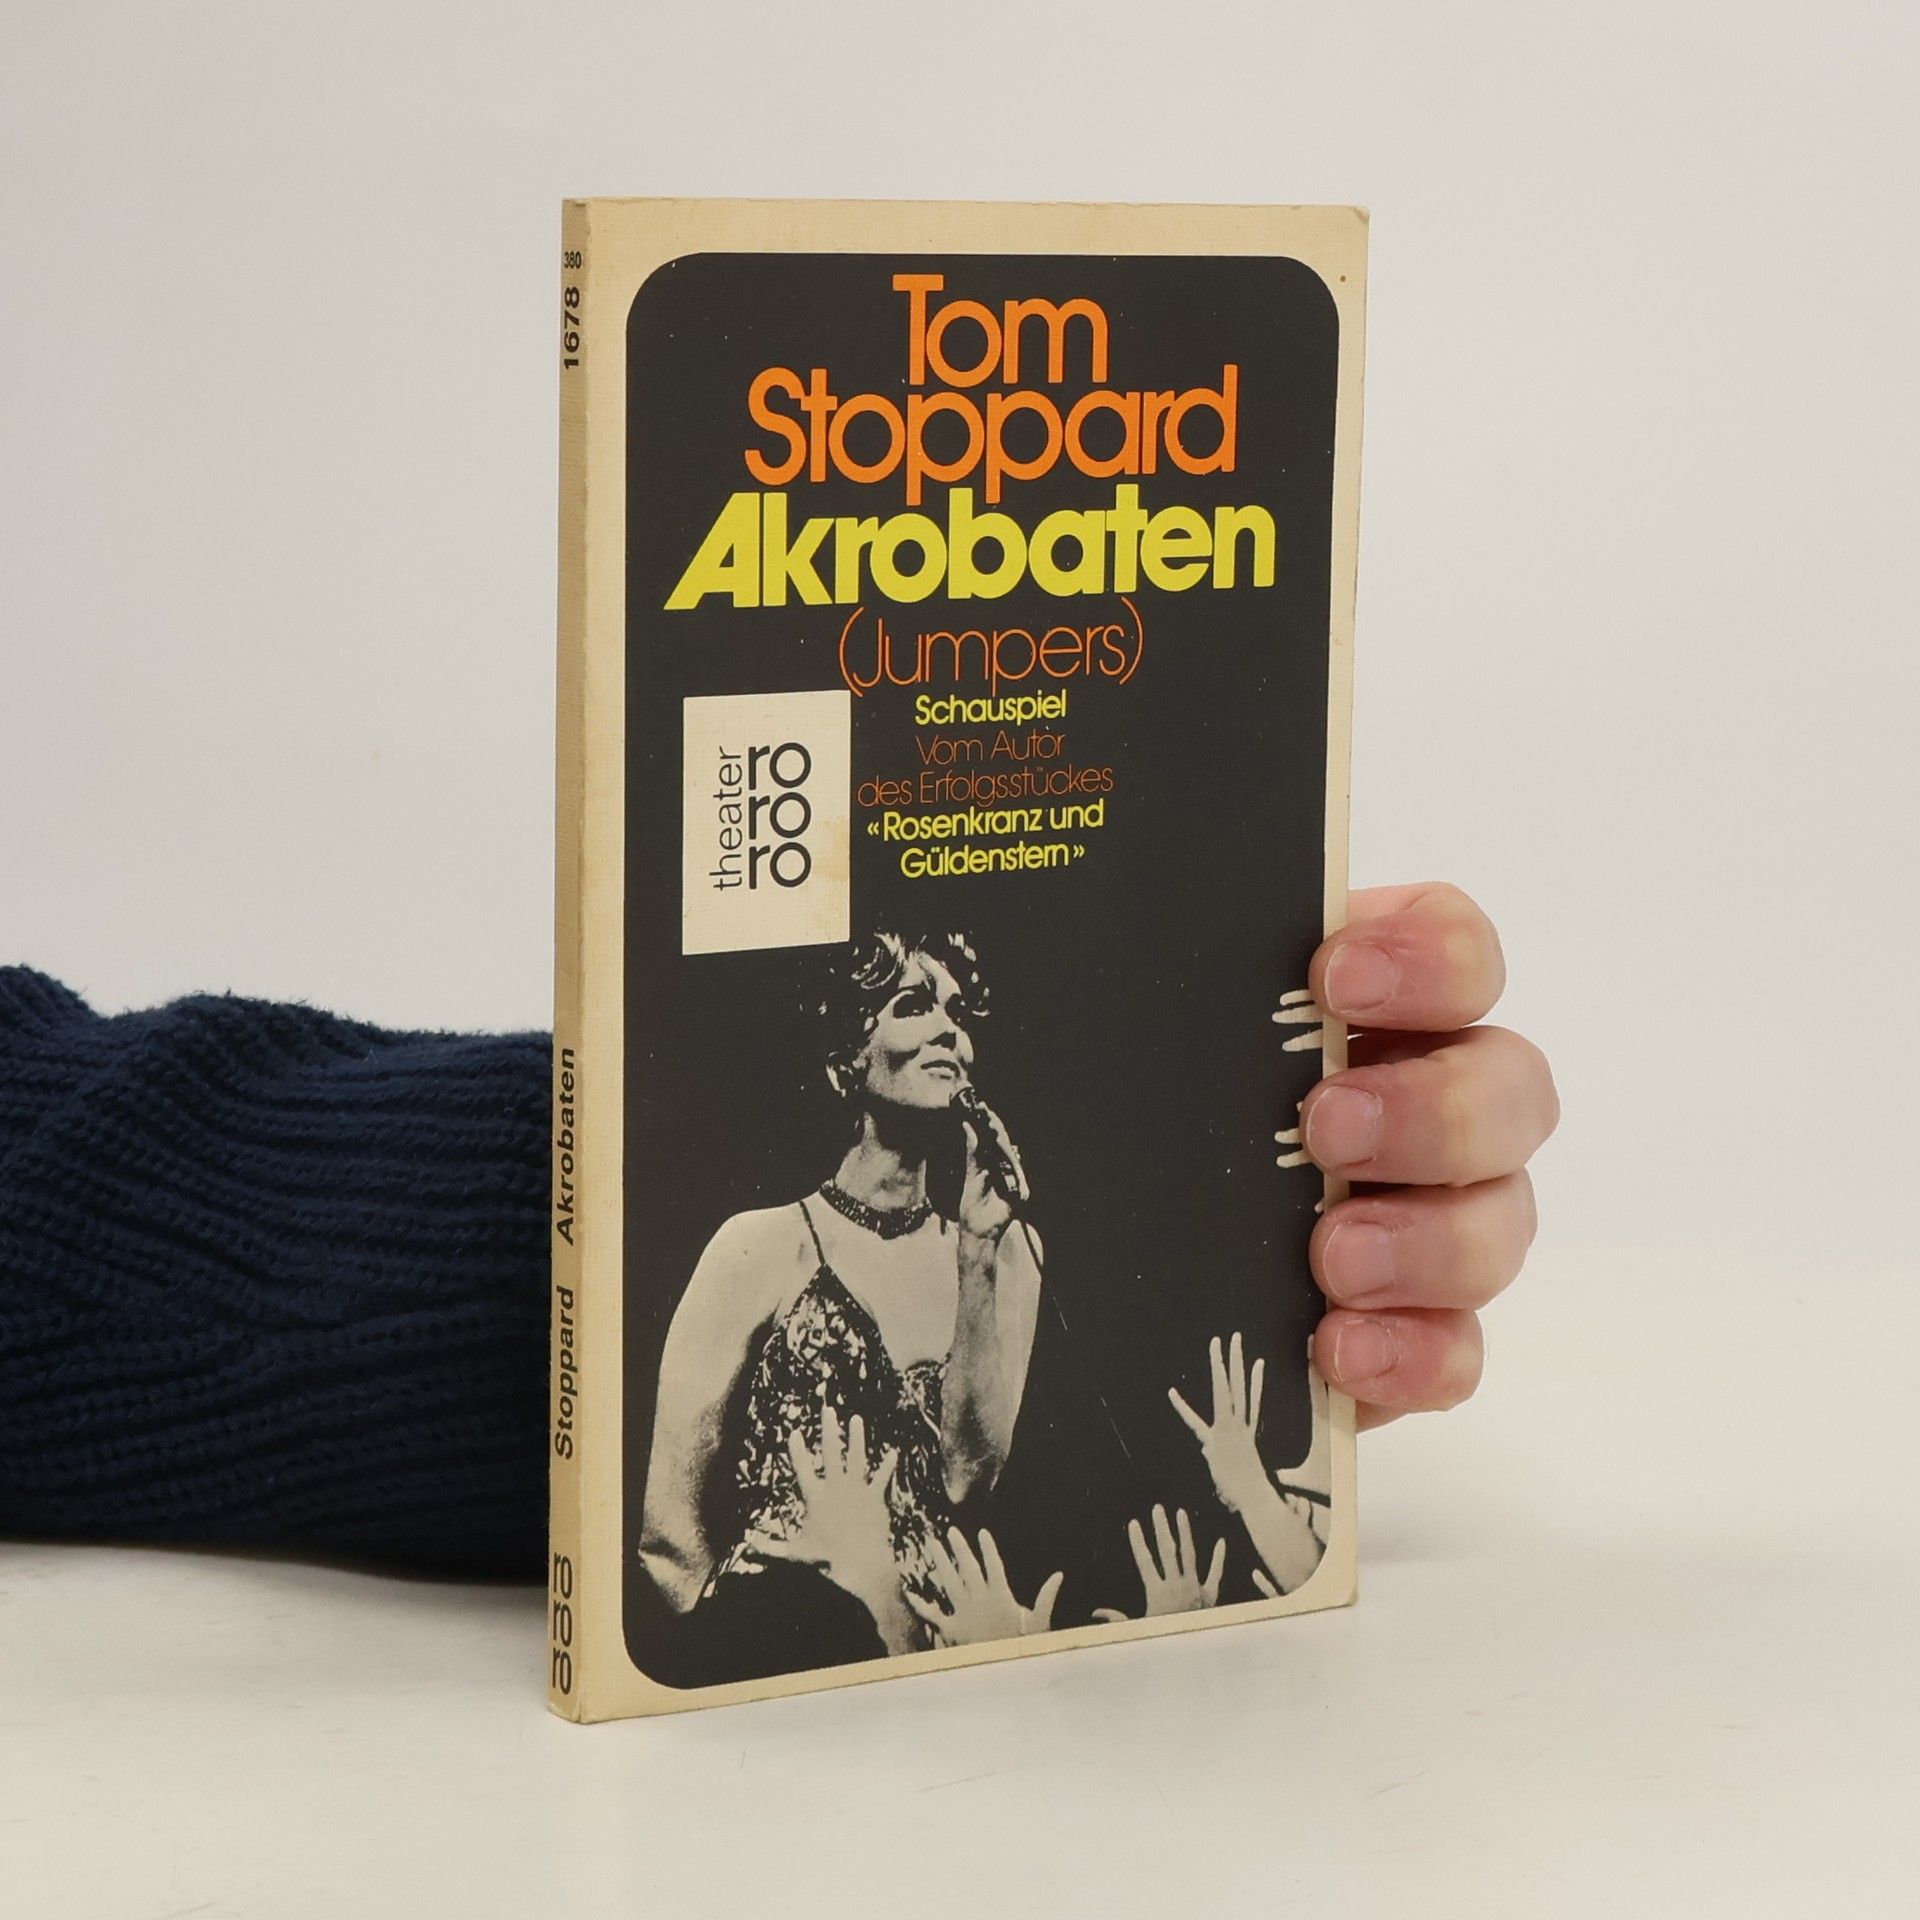 Tom
Stoppard
Akrobaten
(Jumpers)
Schauspiel
Vom Autor
des Erfolgsstückes
«Rosenkranz und
Güldenstern»
theater
ro
ro
ro
380
1678
Stoppard Akrobaten
ro
ro
ro